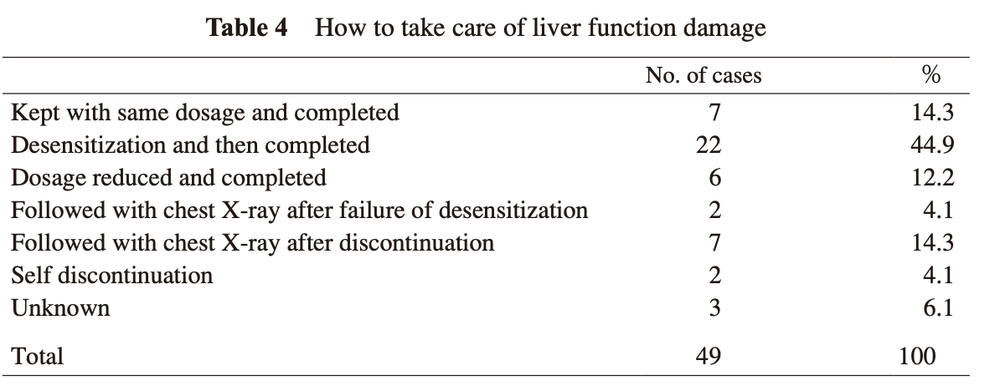 Table 4 How to take care of liver function damage
No. of cases %
Kept with same dosage and completed 7 14.3
Desensitization and then completed 22 44.9
Dosage reduced and completed 6 12.2
Followed with chest X-ray after failure of desensitization 2 4.1
Followed with chest X-ray after discontinuation 7 14.3
Self discontinuation 2 4.1
Unknown 3 6.1
Total 49 100